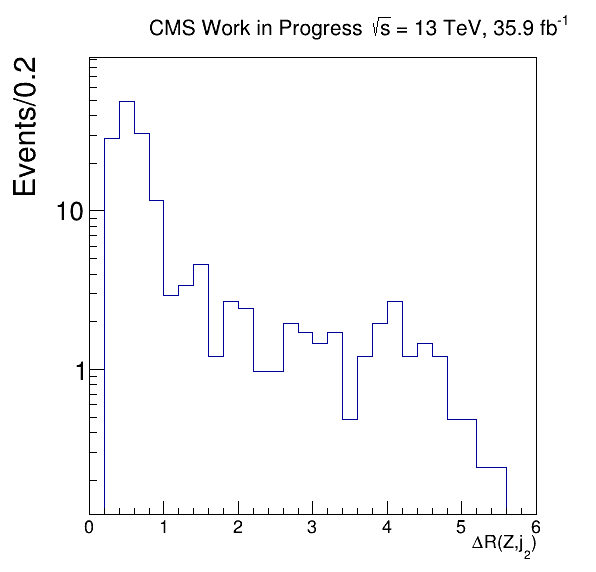 CMS Work in Progress √s = 13 TeV, 35.9 fb⁻¹
Events/0.2
10
1
0 1 2 3 4 5 6
ΔR(Z,j₂)